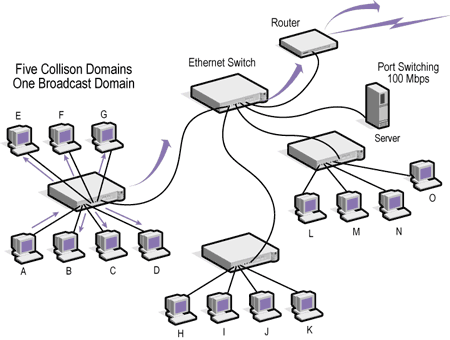 Router
Ethernet Switch
Port Switching
100 Mbps
Five Collison Domains
One Broadcast Domain
E
F
G
Server
A
B
C
D
L
M
N
O
H
I
J
K